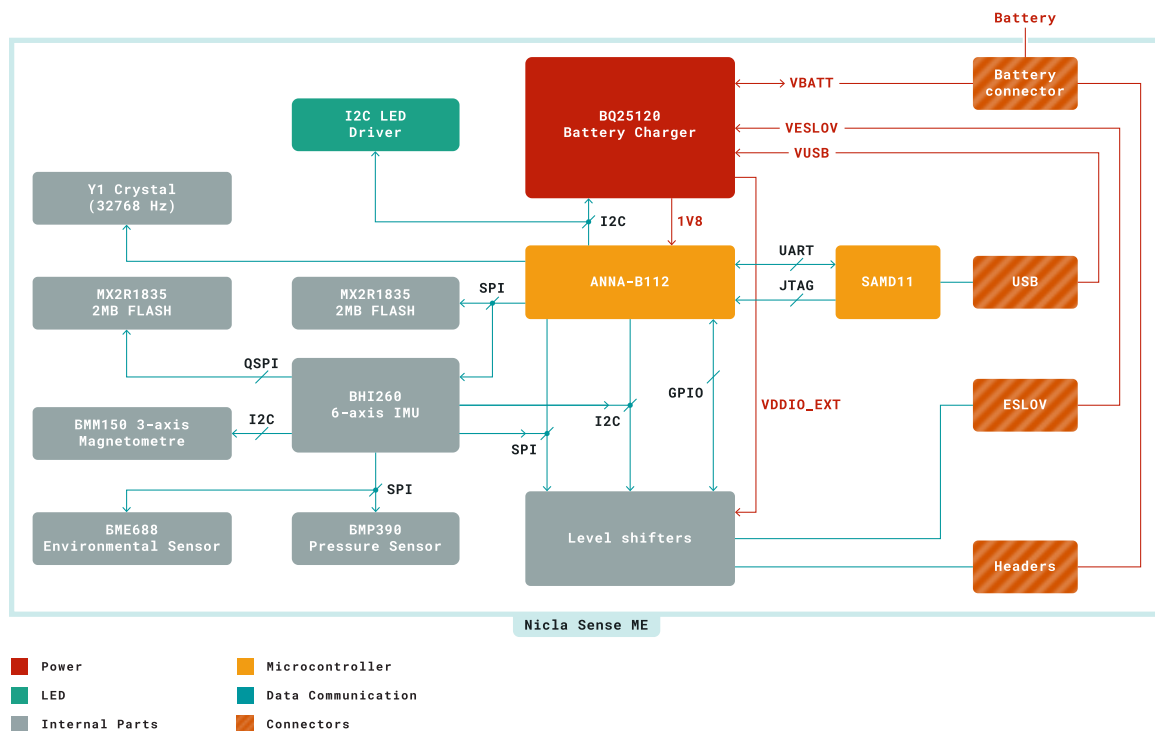 Battery
Battery
connector
VBATT
BQ25120
Battery Charger
I2C LED
Driver
VESLOV
VUSB
Y1 Crystal
(32768 Hz)
I2C
1V8
UART
ANNA-B112
SAMD11
USB
JTAG
SPI
MX2R1835
2MB FLASH
MX2R1835
2MB FLASH
QSPI
BHI260
6-axis IMU
GPIO
VDDIO_EXT
ESLOV
I2C
BMM150 3-axis
Magnetometre
I2C
SPI
SPI
BME688
Environmental Sensor
BMP390
Pressure Sensor
Level shifters
Headers
Nicla Sense ME
Power
Microcontroller
LED
Data Communication
Internal Parts
Connectors